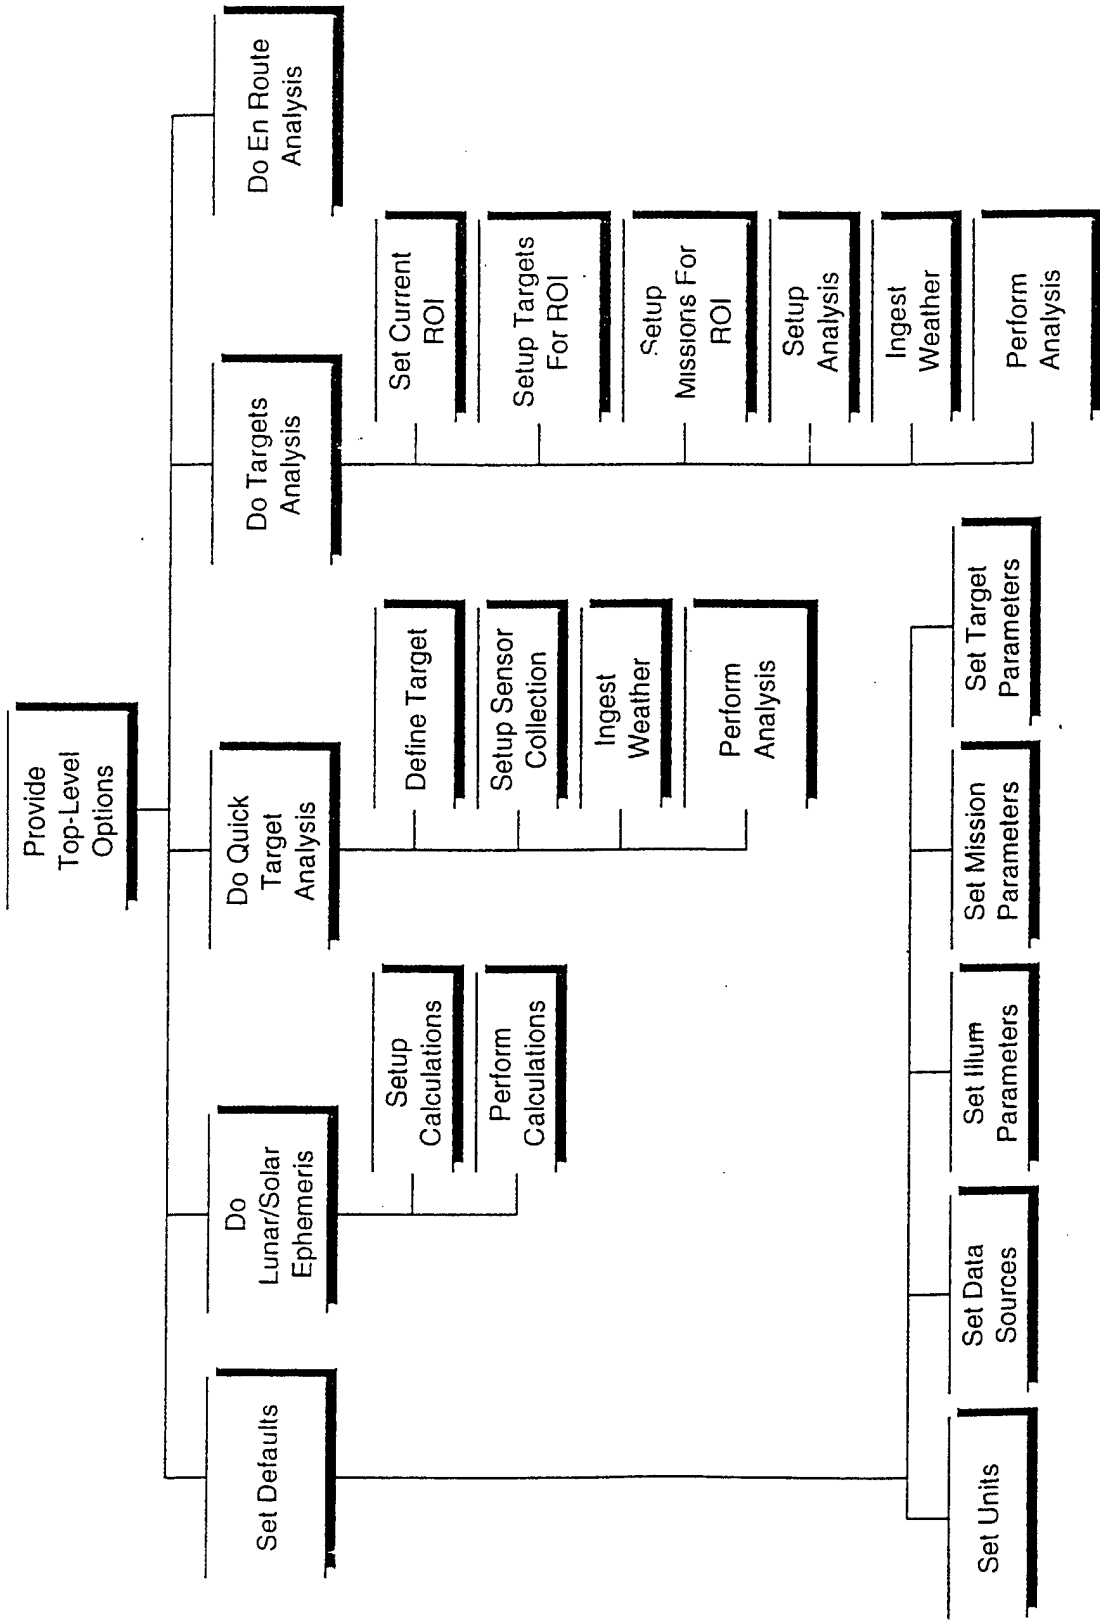 Provide
Top-Level
Options
Set Defaults
Do
Lunar/Solar
Ephemeris
Do Quick
Target
Analysis
Do Targets
Analysis
Do En Route
Analysis
Setup
Calculations
Perform
Calculations
Define Target
Setup Sensor
Collection
Ingest
Weather
Perform
Analysis
Set Current
ROI
Setup Targets
For ROI
Setup
Missions For
ROI
Setup
Analysis
Ingest
Weather
Perform
Analysis
Set Units
Set Data
Sources
Set Illum
Parameters
Set Mission
Parameters
Set Target
Parameters